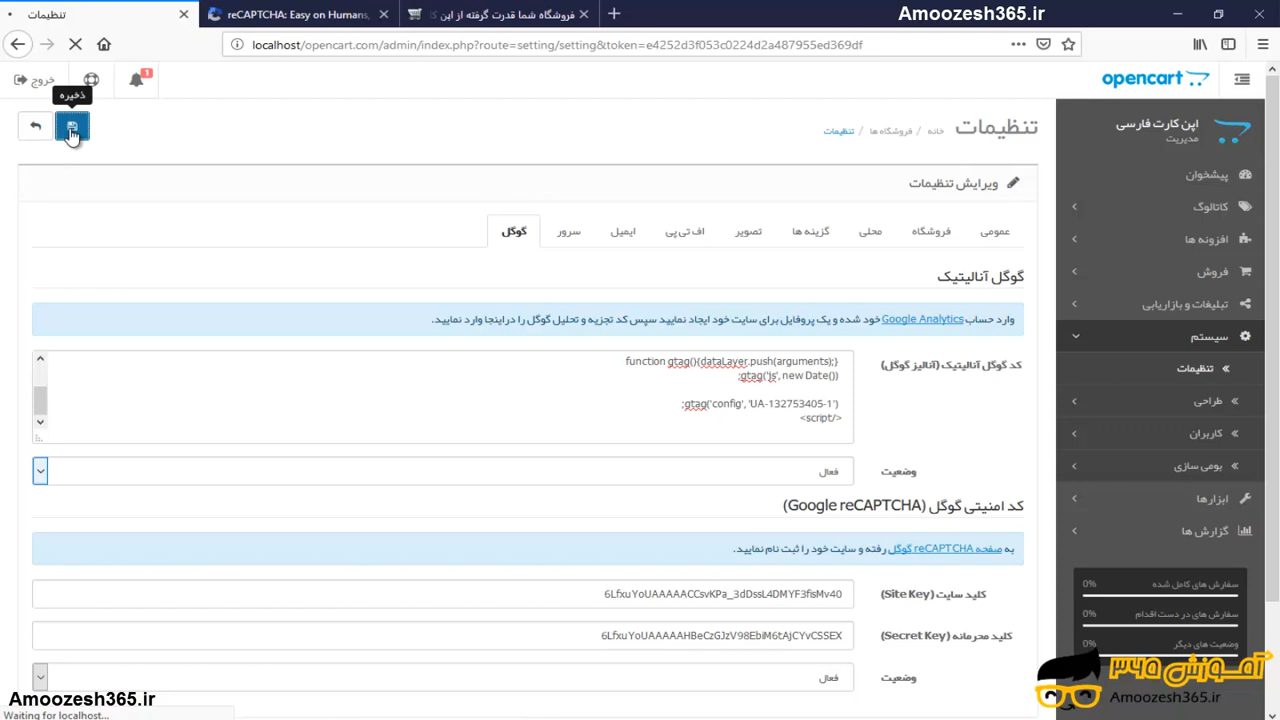 تنظیمات
reCAPTCHA: Easy on Humans,
فروشگاه شما قدرت گرفته از اپن ک
Amoozesh365.ir
localhost/opencart.com/admin/index.php?route=setting/setting&token=e4252d3f053c0224d2a487955ed369df
خروج
1
opencart
ذخیره
تنظیمات
خانه / فروشگاه ها / تنظیمات
اپن کارت فارسی
مدیریت
پیشخوان
کاتالوگ
افزونه ها
فروش
تبلیغات و بازاریابی
سیستم
تنظیمات
طراحی
کاربران
بومی سازی
ابزارها
گزارش ها
سفارش های کامل شده 0%
سفارش های در دست اقدام 0%
وضعیت های دیگر 0%
ویرایش تنظیمات
عمومی فروشگاه محلی گزینه ها تصویر اف تی پی ایمیل سرور گوگل
گوگل آنالیتیک
وارد حساب Google Analytics خود شده و یک پروفایل برای سایت خود ایجاد نمایید سپس کد تجزیه و تحلیل گوگل را دراینجا وارد نمایید.
کد گوگل آنالیتیک (آنالیز گوگل)
function gtag(){dataLayer.push(arguments);}
;gtag('js', new Date())
;gtag('config', 'UA-132753405-1')
<script/>
وضعیت
فعال
کد امنیتی گوگل (Google reCAPTCHA)
به صفحه reCAPTCHA گوگل رفته و سایت خود را ثبت نام نمایید.
کلید سایت (Site Key)
6LfxuYoUAAAAACCsvKPa_3dDssL4DMYF3fisMv40
کلید محرمانه (Secret Key)
6LfxuYoUAAAAAHBeCzGJzV98EbiM6tAjCYvCSSEX
وضعیت
فعال
آموزش ۳۶۵
Amoozesh365.ir
Amoozesh365.ir
Waiting for localhost...